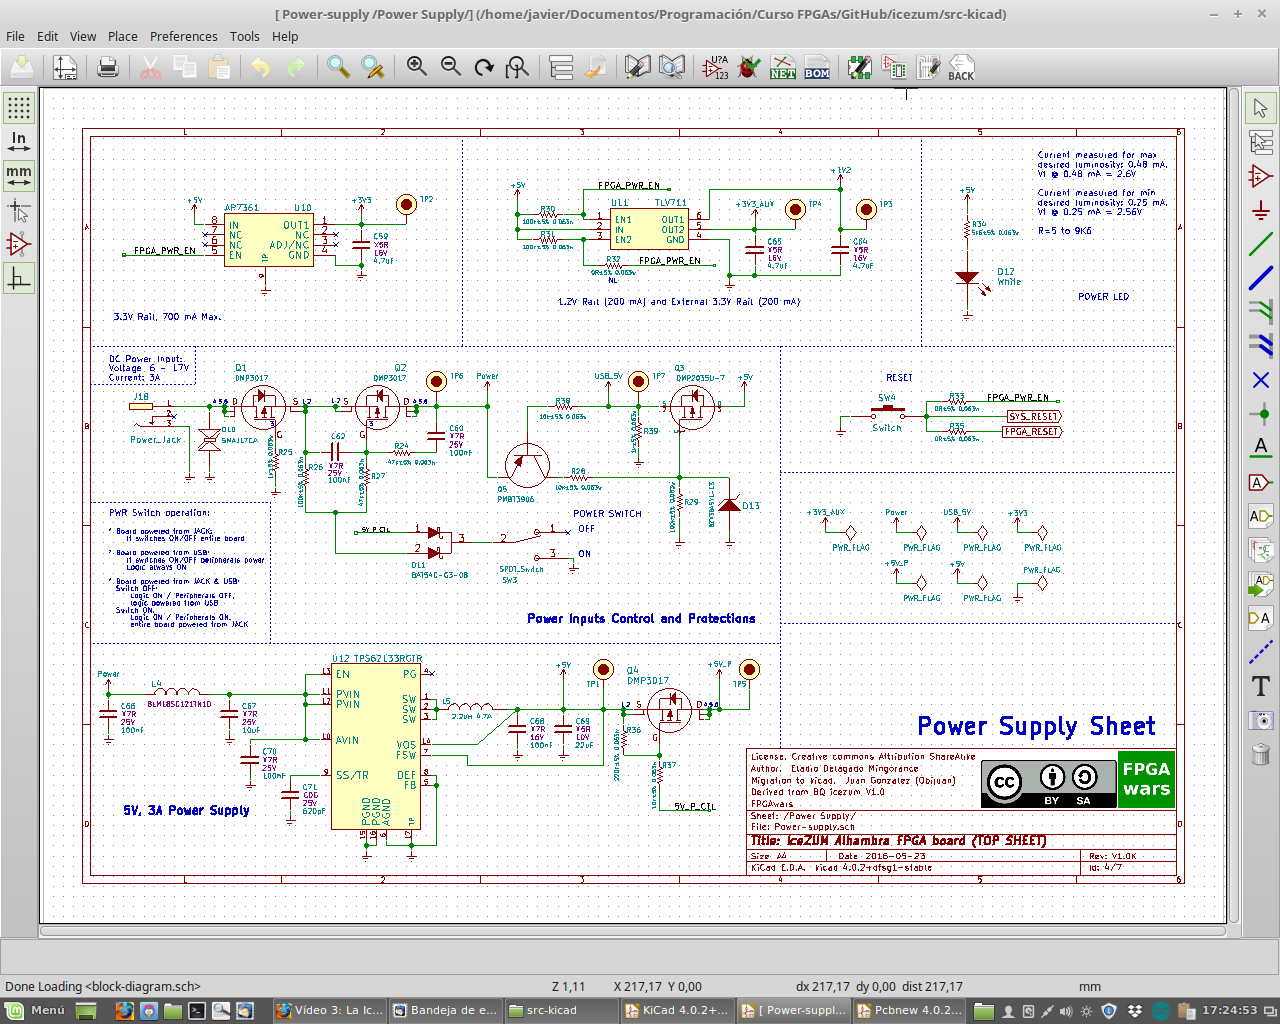 [ Power-supply /Power Supply/] (/home/javier/Documentos/Programación/Curso FPGAs/GitHub/icezum/src-kicad)
File Edit View Place Preferences Tools Help
NET BOM BACK
In
mm
+5V
AP7361 U10
IN
NC
NC
EN
OUT1
NC
ADJ/NC
GND
FPGA_PWR_EN
+3V3
TP2
C59
X5R
4.7uF
3.3V Rail, 700 mA Max.
+5V
FPGA_PWR_EN
R30
R31
R32
NL
U11 TLV711
EN1
IN
EN2
OUT1
OUT2
GND
FPGA_PWR_EN
+3V3_AUX
TP4
+1V2
TP3
C65
X5R
4.7uF
C64
X5R
4.7uF
1.2V Rail (200 mA) and External 3.3V Rail (200 mA)
+5V
R34
D12
White
POWER LED
Current measured for max
desired luminosity: 0.48 mA.
Vf @ 0.48 mA = 2.6V
Current measured for min
desired luminosity: 0.25 mA.
Vf @ 0.25 mA = 2.56V
R=5 to 9K6
DC Power Input:
Voltage 6 - 17V
Current: 3A
J18
Power_Jack
Q1
DMP3017
Q2
DMP3017
TP6
Power
USB_5V
TP7
Q3
DMP2035U-7
+5V
R25
R26
C62
X7R
25V
100nF
R24
R27
C60
X7R
25V
100nF
R38
R39
Q5
PMBT3906
R28
R29
D13
5V_P_CTL
DL1
BAT54C-G3-08
SPDT_Switch
SW3
POWER SWITCH
OFF
ON
Power Inputs Control and Protections
PWR Switch operation:
* Board powered from JACK:
If switches ON/OFF entire board
* Board powered from USB:
If switches ON/OFF peripherals power
Logic always ON
* Board powered from JACK & USB:
Switch OFF:
Logic ON / Peripherals OFF,
logic powered from USB
Switch ON:
Logic ON / Peripherals ON,
entire board powered from JACK
RESET
SW4
Switch
R33
R35
FPGA_PWR_EN
SYS_RESET
FPGA_RESET
+3V3_AUX Power USB_5V +3V3
PWR_FLAG PWR_FLAG PWR_FLAG PWR_FLAG
+5V_P +5V PWR_FLAG
PWR_FLAG PWR_FLAG
Power
L4
BLM18SG121TN1D
C66
X7R
25V
100nF
C67
X7R
25V
10uF
C70
X7R
25V
100nF
C71
COG
25V
620pF
U12 TPS62133RGTR
EN
PVIN
PVIN
AVIN
SS/TR
PG
SW
SW
SW
VOS
FSW
DEF
FB
PGND
PGND
AGND
2.2uH 4.7A
C68
X7R
16V
100nF
C69
X5R
10V
22uF
+5V
TP1
Q4
DMP3017
+5V_P
TP5
R36
R37
5V_P_CTL
5V, 3A Power Supply
Power Supply Sheet
License: Creative commons Attribution ShareAlike
Author: Eladio Delagado Mingorance
Migration to kicad: Juan Gonzalez (Obijuan)
Derived from BQ icezum V1.0
FPGAwars
CC BY SA
FPGA
wars
Sheet: /Power Supply/
File: Power-supply.sch
Title: IceZUM Alhambra FPGA board (TOP SHEET)
Size: A4 Date: 2016-05-23 Rev: V1.0K
KiCad E.D.A. kicad 4.0.2+dfsg1-stable Id: 4/7
Done Loading <block-diagram.sch> Z 1,11 X 217,17 Y 0,00 dx 217,17 dy 0,00 dist 217,17 mm
Menú Vídeo 3: La Ic... Bandeja de e... src-kicad KiCad 4.0.2+... [ Power-suppl... Pcbnew 4.0.2... 17:24:53